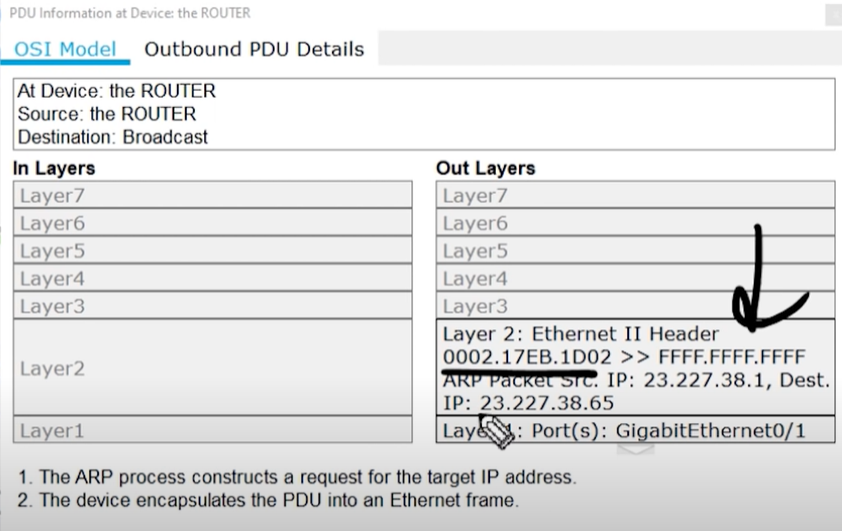 PDU Information at Device: the ROUTER
OSI Model Outbound PDU Details
At Device: the ROUTER
Source: the ROUTER
Destination: Broadcast
In Layers
Layer7
Layer6
Layer5
Layer4
Layer3
Layer2
Layer1
Out Layers
Layer7
Layer6
Layer5
Layer4
Layer3
Layer 2: Ethernet II Header
0002.17EB.1D02 >> FFFF.FFFF.FFFF
ARP Packet Src. IP: 23.227.38.1, Dest.
IP: 23.227.38.65
Layer 1: Port(s): GigabitEthernet0/1
1. The ARP process constructs a request for the target IP address.
2. The device encapsulates the PDU into an Ethernet frame.